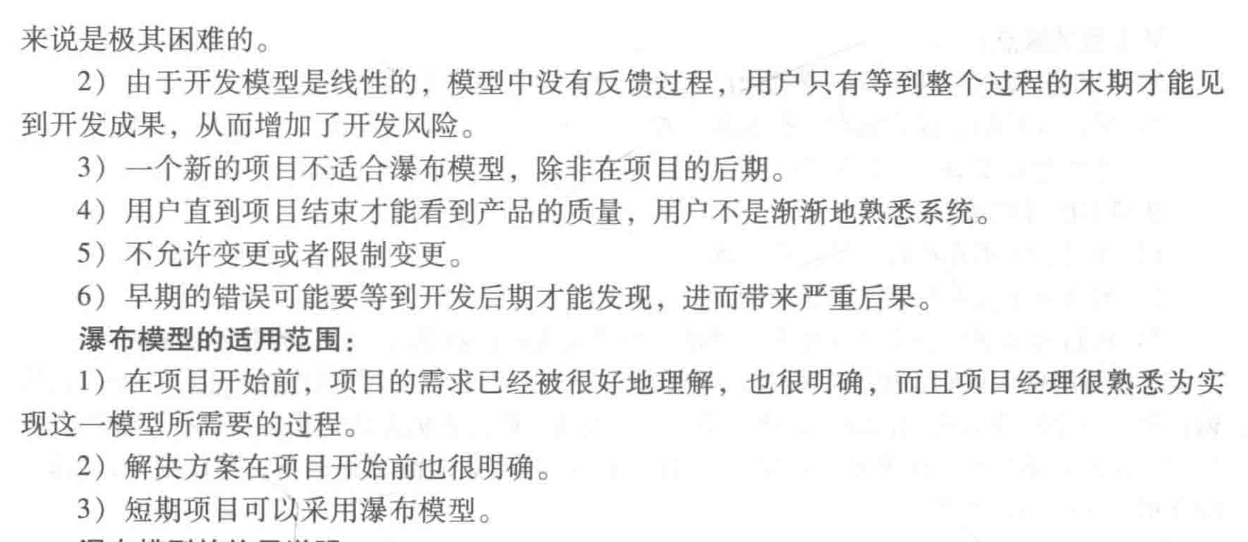 来说是极其困难的。
2）由于开发模型是线性的，模型中没有反馈过程，用户只有等到整个过程的末期才能见
到开发成果，从而增加了开发风险。
3）一个新的项目不适合瀑布模型，除非在项目的后期。
4）用户直到项目结束才能看到产品的质量，用户不是渐渐地熟悉系统。
5）不允许变更或者限制变更。
6）早期的错误可能要等到开发后期才能发现，进而带来严重后果。
瀑布模型的适用范围：
1）在项目开始前，项目的需求已经被很好地理解，也很明确，而且项目经理很熟悉为实
现这一模型所需要的过程。
2）解决方案在项目开始前也很明确。
3）短期项目可以采用瀑布模型。